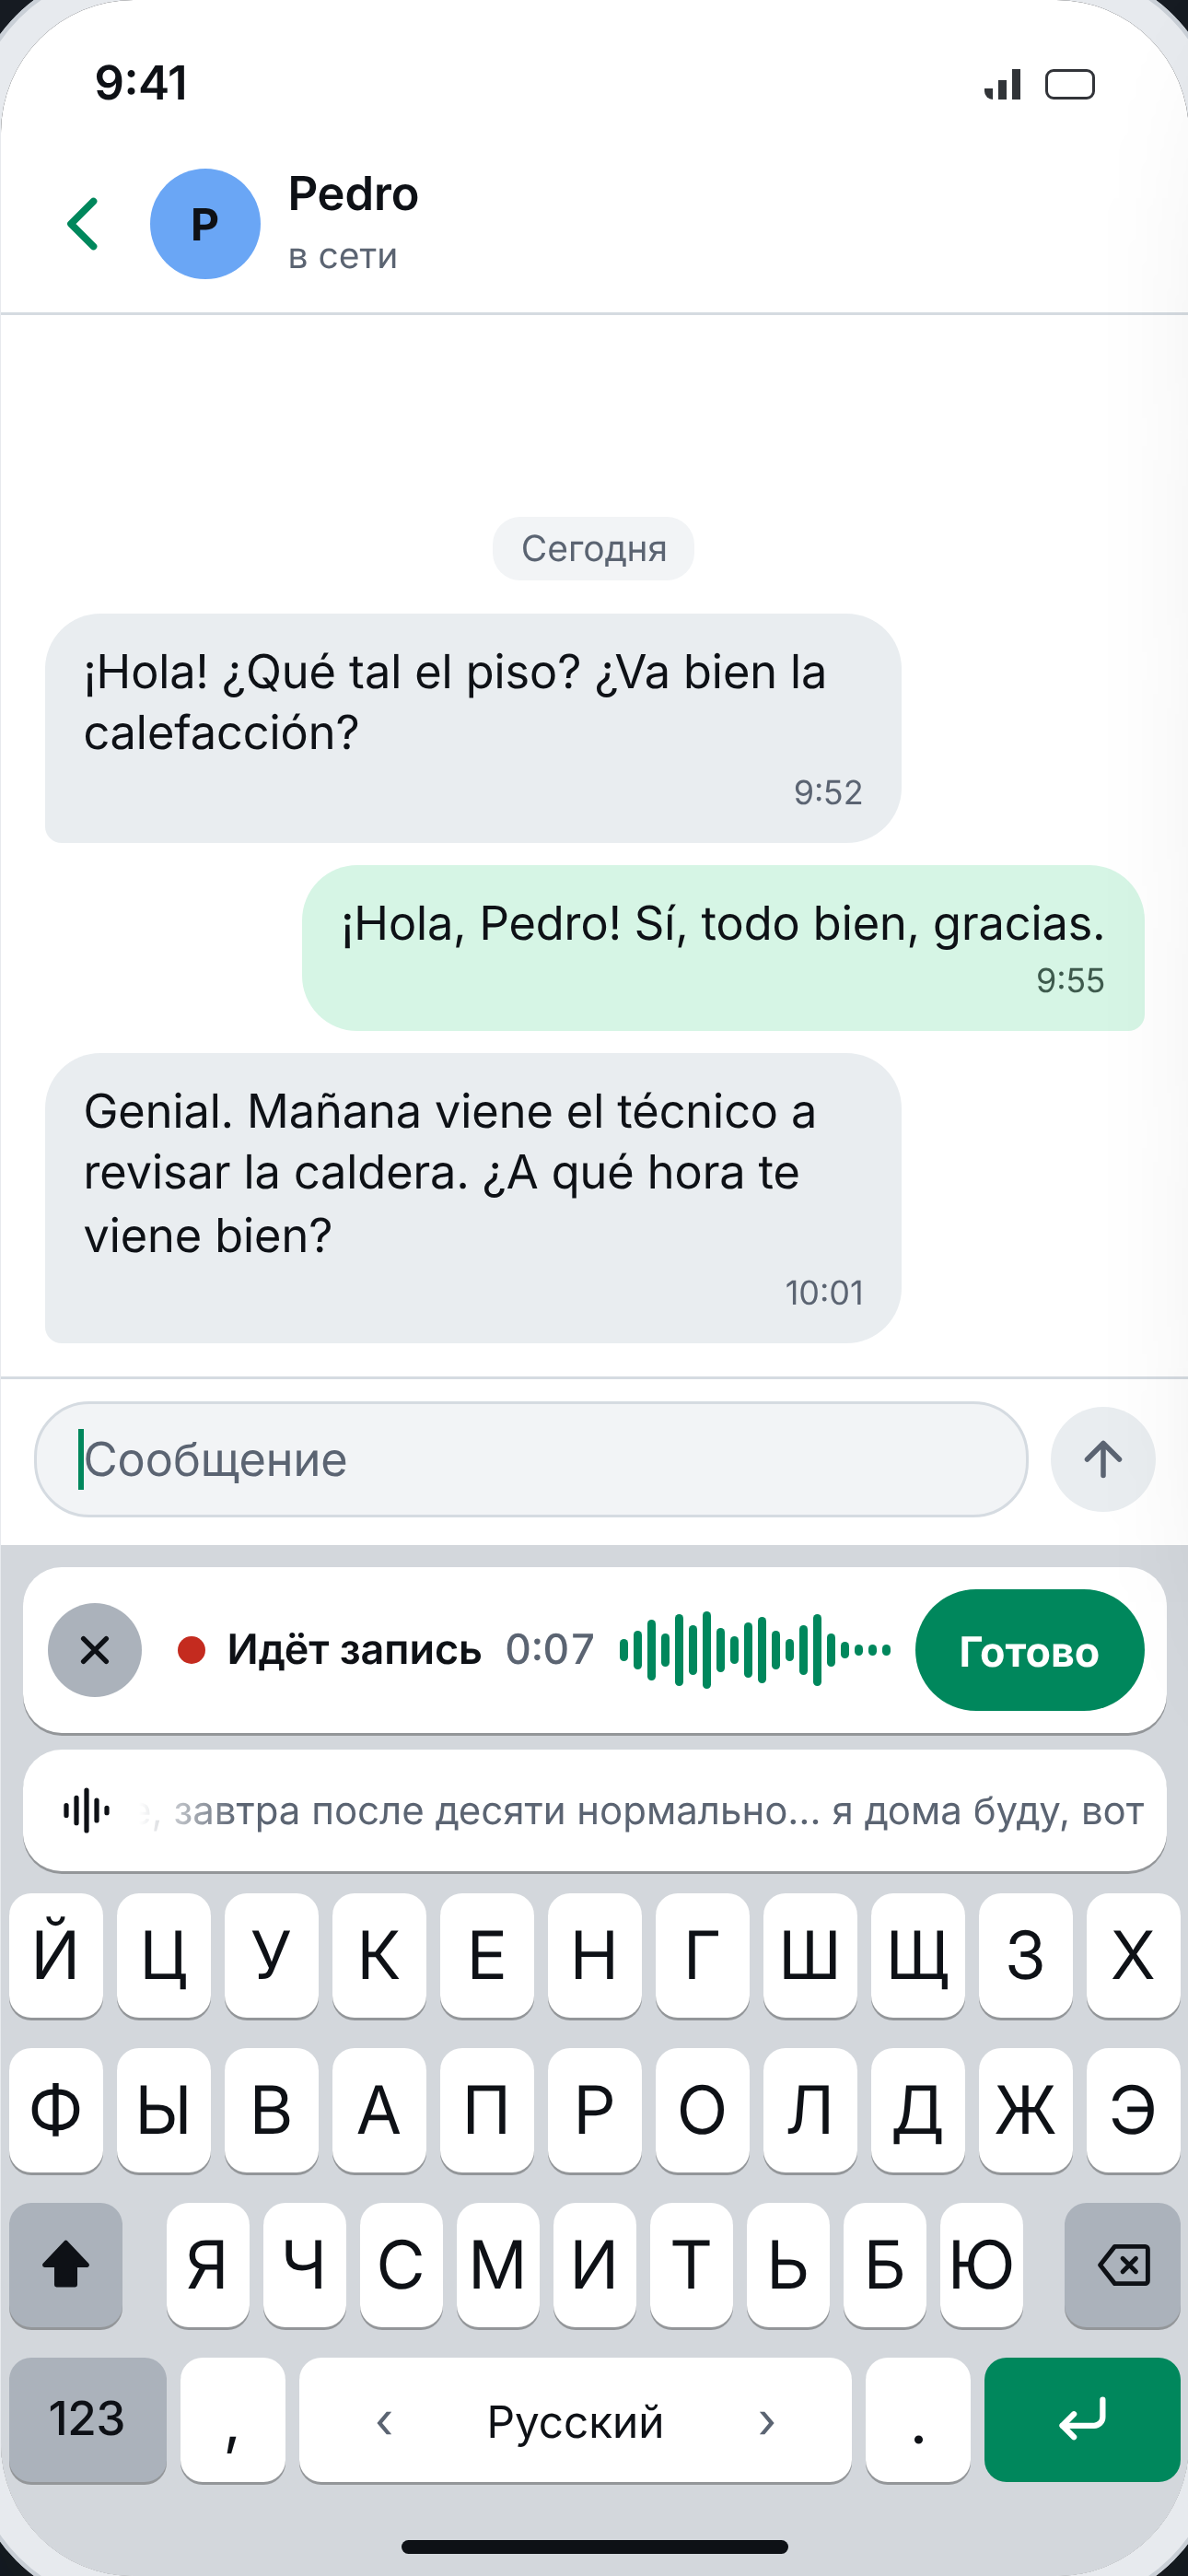 9:41
P
Pedro
в сети
Сегодня
¡Hola! ¿Qué tal el piso? ¿Va bien la
calefacción?
9:52
¡Hola, Pedro! Sí, todo bien, gracias.
9:55
Genial. Mañana viene el técnico a
revisar la caldera. ¿A qué hora te
viene bien?
10:01
Сообщение
Идёт запись 0:07 Готово
завтра после десяти нормально... я дома буду, вот
Й Ц У К Е Н Г Ш Щ З Х
Ф Ы В А П Р О Л Д Ж Э
Я Ч С М И Т Ь Б Ю
123 , ‹ Русский › .